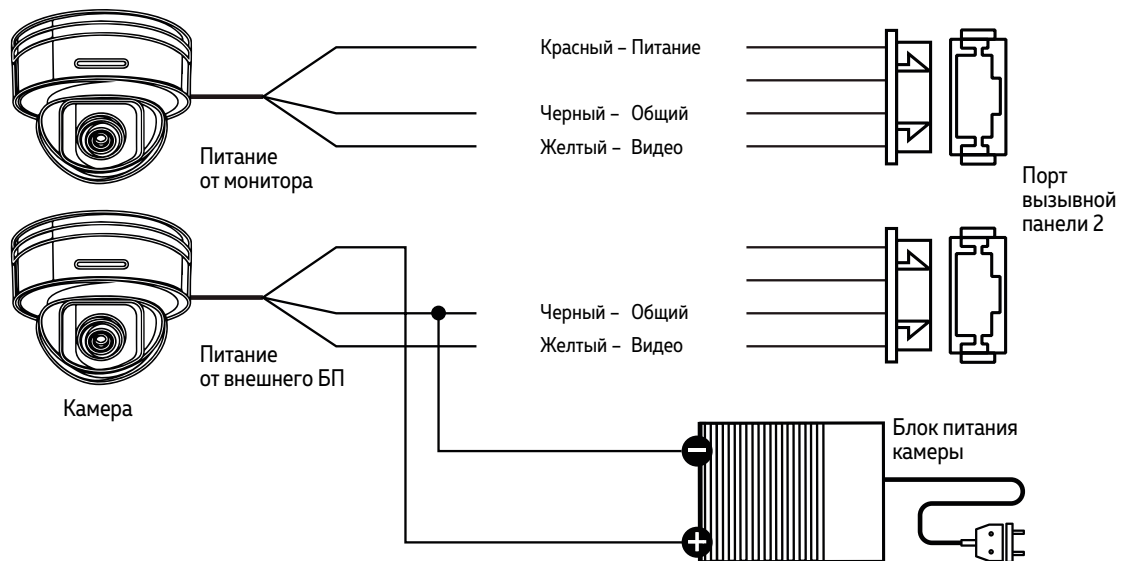 Красный – Питание
Черный – Общий
Желтый – Видео
Питание
от монитора
Порт
вызывной
панели 2
Черный – Общий
Желтый – Видео
Питание
от внешнего БП
Камера
Блок питания
камеры